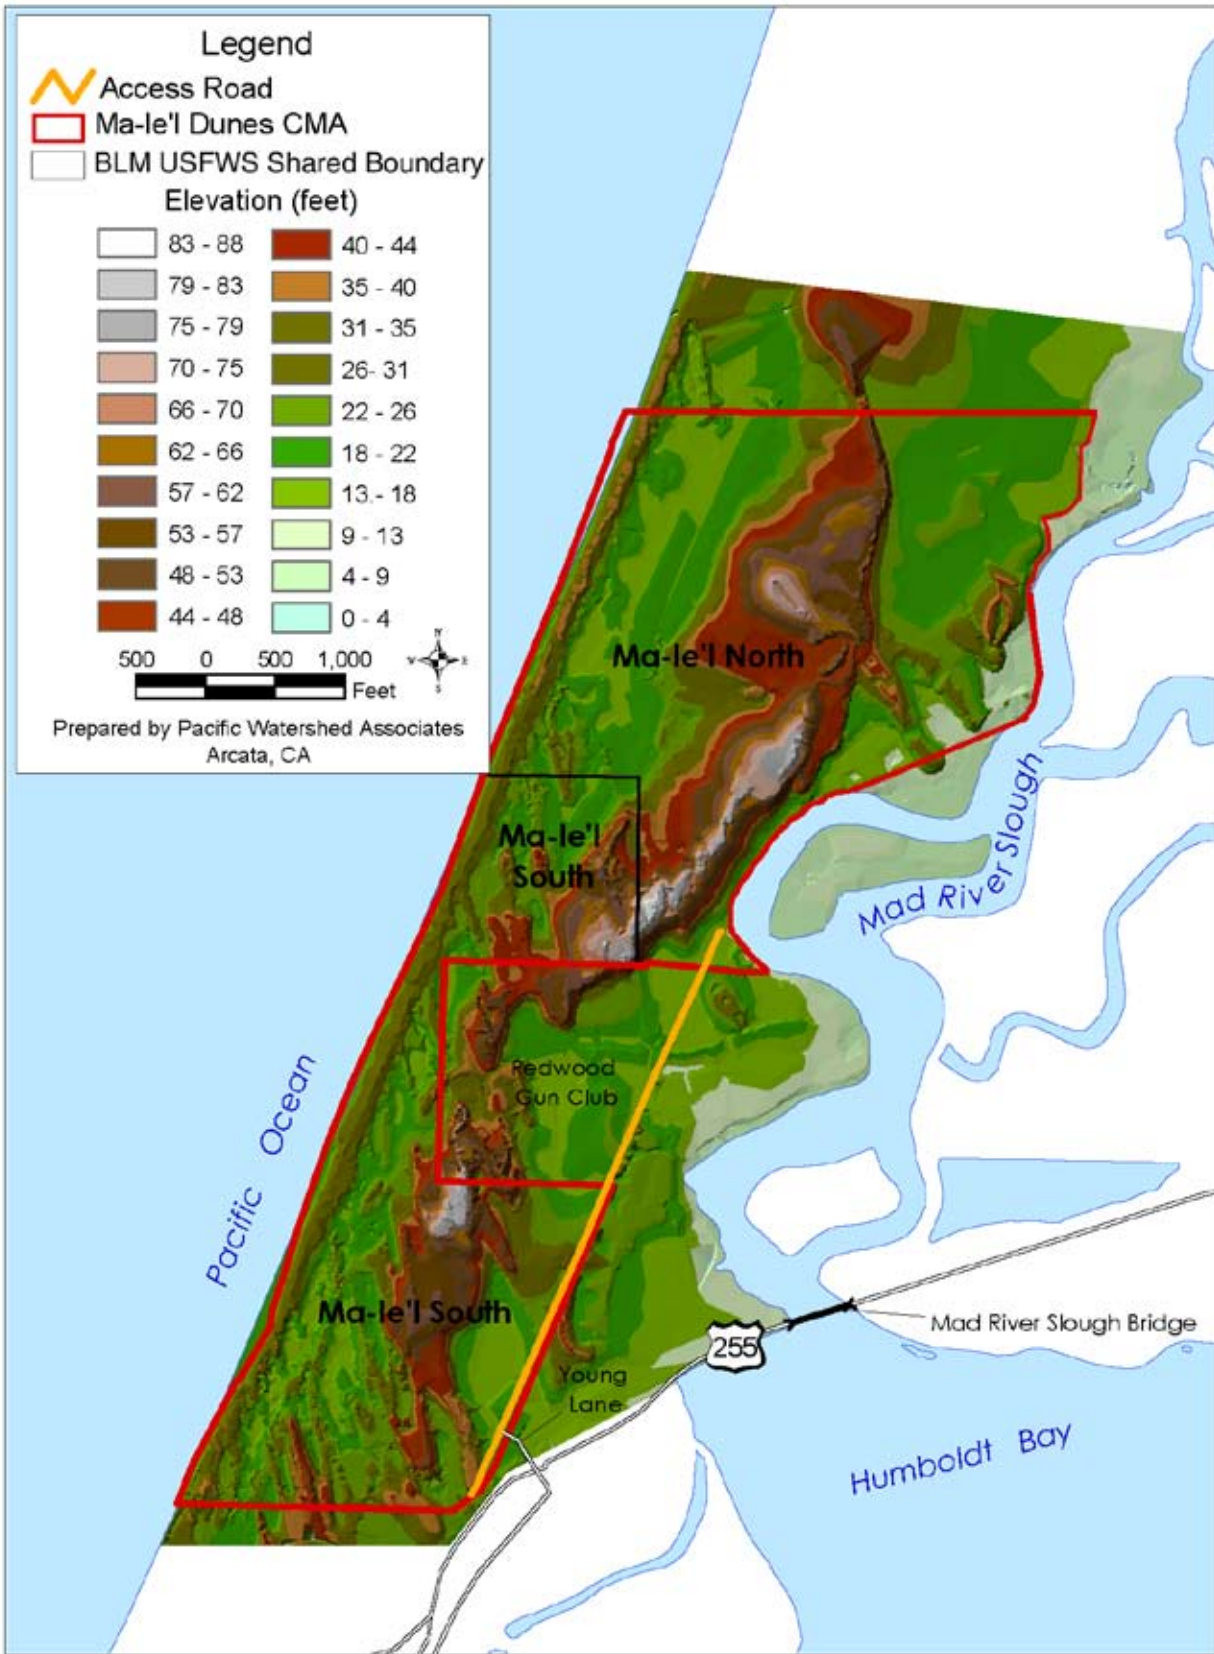 Legend
Access Road
Ma-le'l Dunes CMA
BLM USFWS Shared Boundary
Elevation (feet)
83 - 88
79 - 83
75 - 79
70 - 75
66 - 70
62 - 66
57 - 62
53 - 57
48 - 53
44 - 48
40 - 44
35 - 40
31 - 35
26- 31
22 - 26
18 - 22
13 - 18
9 - 13
4 - 9
0 - 4
N
W
E
S
500 0 500 1,000
Feet
Prepared by Pacific Watershed Associates
Arcata, CA
Ma-le'l North
Ma-le'l
South
Mad River Slough
Redwood
Gun Club
Pacific Ocean
Ma-le'l South
Young
Lane
255
Mad River Slough Bridge
Humboldt Bay